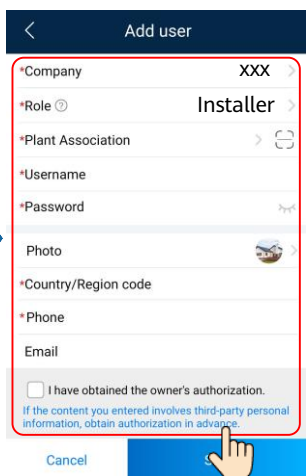 Add user
*Company xxx
*Role Installer
*Plant Association
*Username
*Password
Photo
*Country/Region code
*Phone
Email
I have obtained the owner's authorization.
If the content you entered involves third-party personal
information, obtain authorization in advance.
Cancel